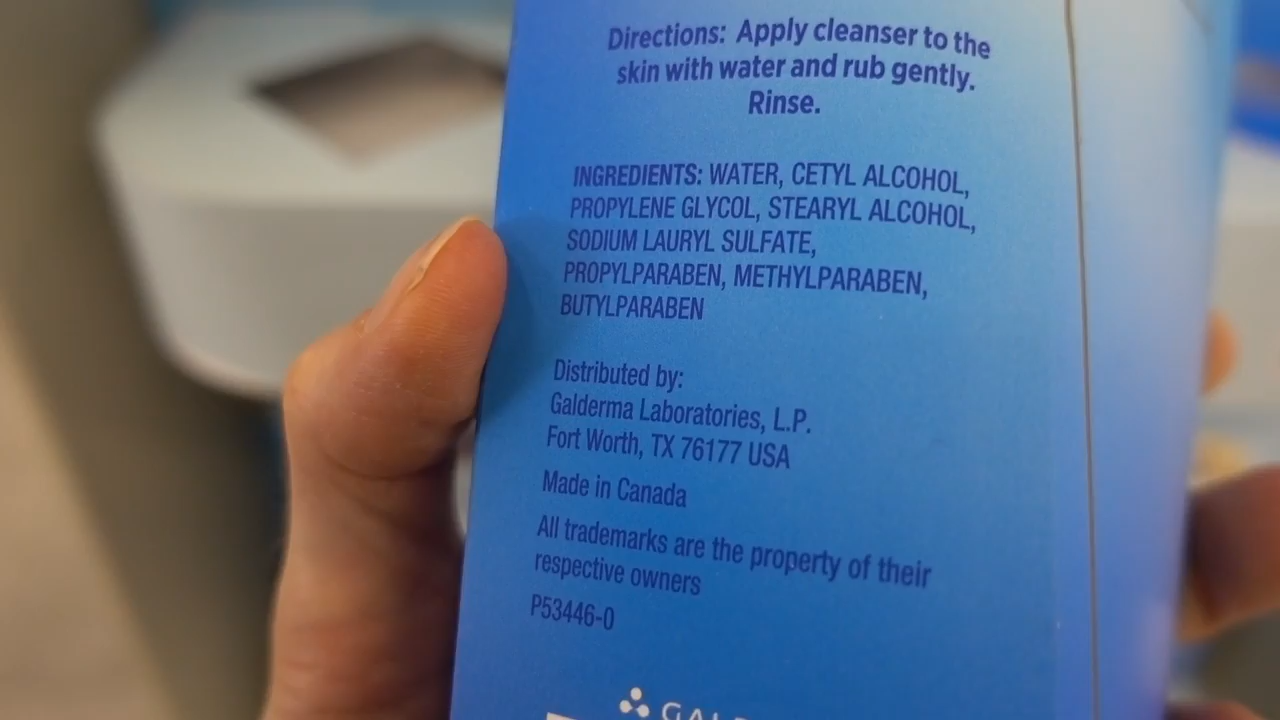 Directions: Apply cleanser to the
skin with water and rub gently.
Rinse.
INGREDIENTS: WATER, CETYL ALCOHOL,
PROPYLENE GLYCOL, STEARYL ALCOHOL,
SODIUM LAURYL SULFATE,
PROPYLPARABEN, METHYLPARABEN,
BUTYLPARABEN
Distributed by:
Galderma Laboratories, L.P.
Fort Worth, TX 76177 USA
Made in Canada
All trademarks are the property of their
respective owners
P53446-0